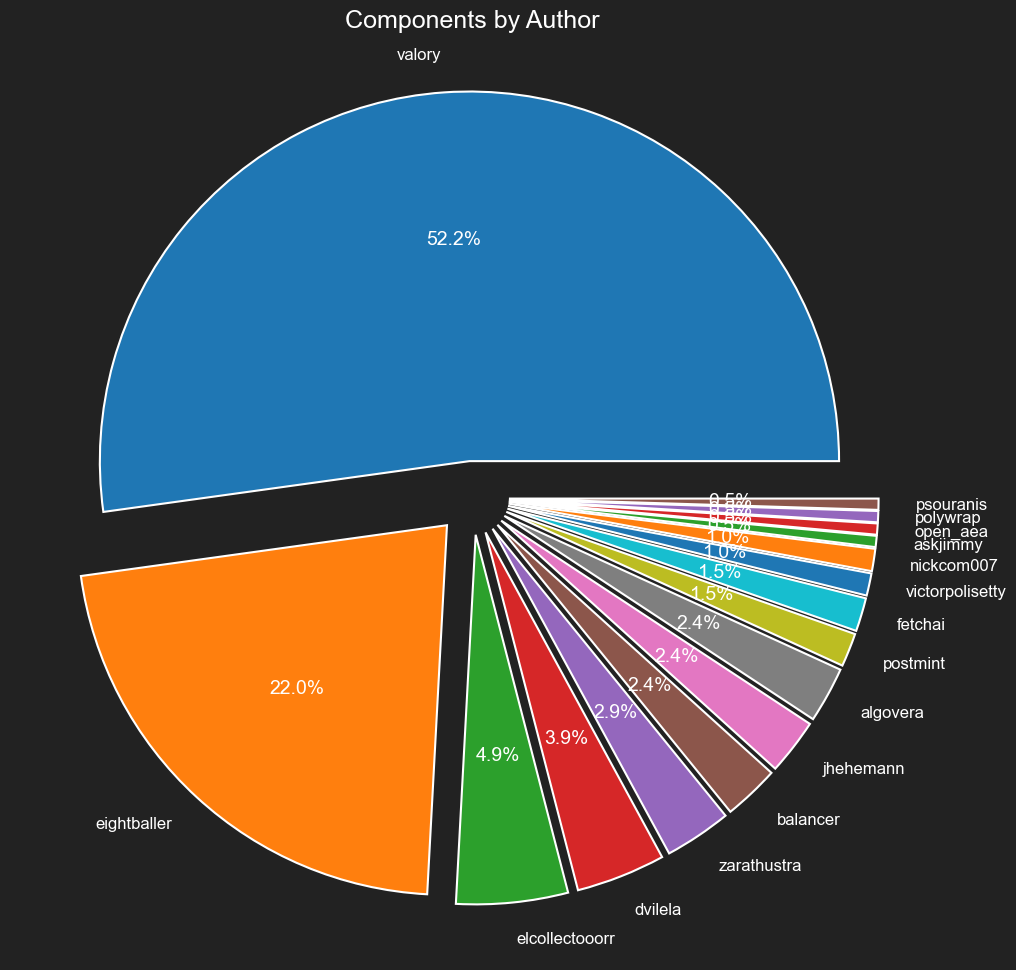 Components by Author
valory
52.2%
0.5%
psouranis
polywrap
open_aea
askjimmy
1.0%
nickcom007
1.0%
victorpolisetty
1.5%
fetchai
1.5%
postmint
2.4%
algovera
2.4%
jhehemann
2.4%
balancer
2.9%
zarathustra
3.9%
dvilela
4.9%
elcollectooorr
22.0%
eightballer